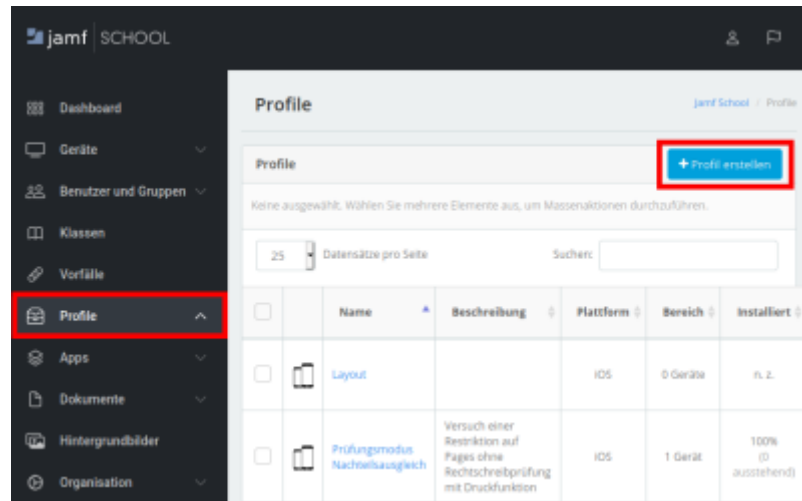 jamf SCHOOL
Dashboard
Geräte
Benutzer und Gruppen
Klassen
Vorfälle
Profile
Apps
Dokumente
Hintergrundbilder
Organisation
Profile
Jamf School / Profile
Profile
+ Profil erstellen
Keine ausgewählt. Wählen Sie mehrere Elemente aus, um Massenaktionen durchzuführen.
25 Datensätze pro Seite
Suchen:
Name Beschreibung Plattform Bereich Installiert
Layout iOS 0 Geräte n. z.
Prüfungsmodus
Nachteilsausgleich
Versuch einer
Restriktion auf
Pages ohne
Rechtschreibprüfung
mit Druckfunktion
iOS
1 Gerät
100%
(0
ausstehend)